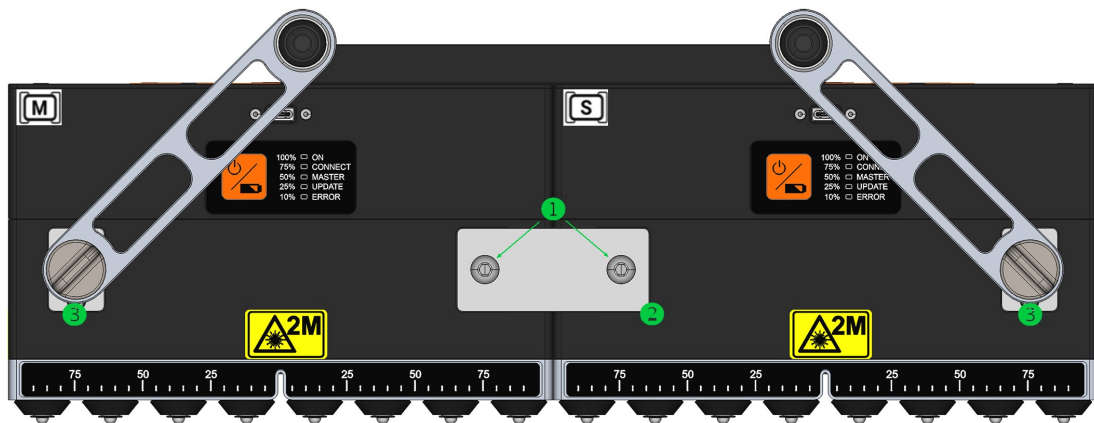 M
S
100% ON
75% CONNECT
50% MASTER
25% UPDATE
10% ERROR
100% ON
75% CONNE
50% MASTER
25% UPDATE
10% ERROR
1
2
3
3
2M
2M
75 50 25 25 50 75
75 50 25 25 50 75